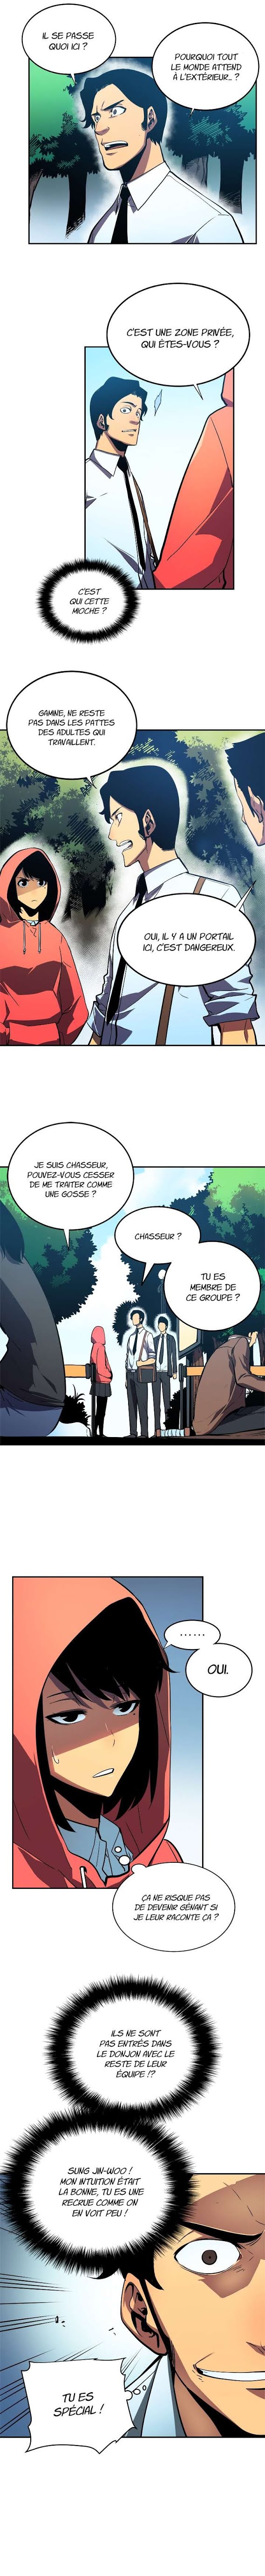 IL SE PASSE
QUOI ICI ?
POURQUOI TOUT
LE MONDE ATTEND
À L'EXTÉRIEUR... ?
C'EST UNE ZONE PRIVÉE,
QUI ÊTES-VOUS ?
C'EST
QUI CETTE
MIOCHE ?
GAMINE, NE RESTE
PAS DANS LES PATTES
DES ADULTES QUI
TRAVAILLENT.
OUI, IL Y A UN PORTAIL
ICI, C'EST DANGEREUX.
JE SUIS CHASSEUR,
POUVEZ-VOUS CESSER
DE ME TRAITER COMME
UNE GOSSE ?
CHASSEUR ?
TU ES
MEMBRE DE
CE GROUPE ?
......
OUI.
ÇA NE RISQUE PAS
DE DEVENIR GÊNANT SI
JE LEUR RACONTE ÇA ?
ILS NE SONT
PAS ENTRÉS DANS
LE DONJON AVEC LE
RESTE DE LEUR
ÉQUIPE !?
SUNG JIN-WOO !
MON INTUITION ÉTAIT
LA BONNE, TU ES UNE
RECRUE COMME ON
EN VOIT PEU !
TU ES
SPÉCIAL !